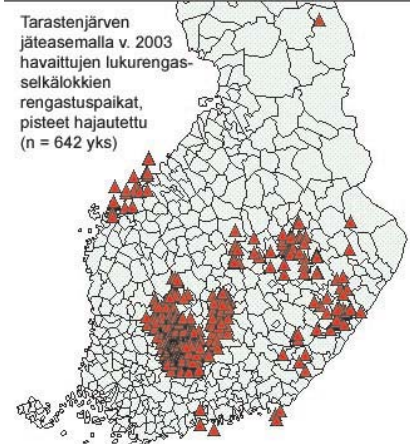 Tarastenjärven
jäteasemalla v. 2003
havaittujen lukurengas-
selkälokkien
rengastuspaikat,
pisteet hajautettu
(n = 642 yks)